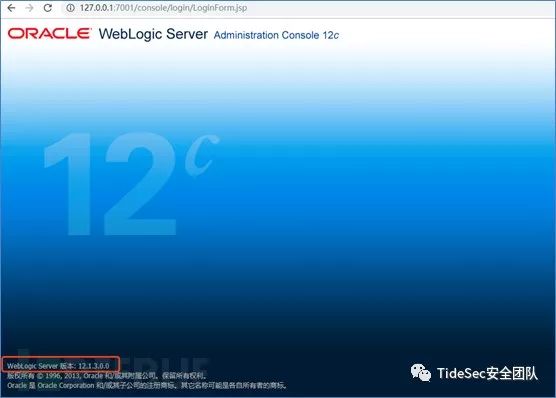 127.0.0.1:7001/console/login/LoginForm.jsp
ORACLE WebLogic Server Administration Console 12c
12c
WebLogic Server 版本: 12.1.3.0.0
版权所有 © 1996, 2013, Oracle 和/或其附属公司。保留所有权利。
Oracle 是 Oracle Corporation 和/或其子公司的注册商标。其它名称可能是各自所有者的商标。
TideSec安全团队